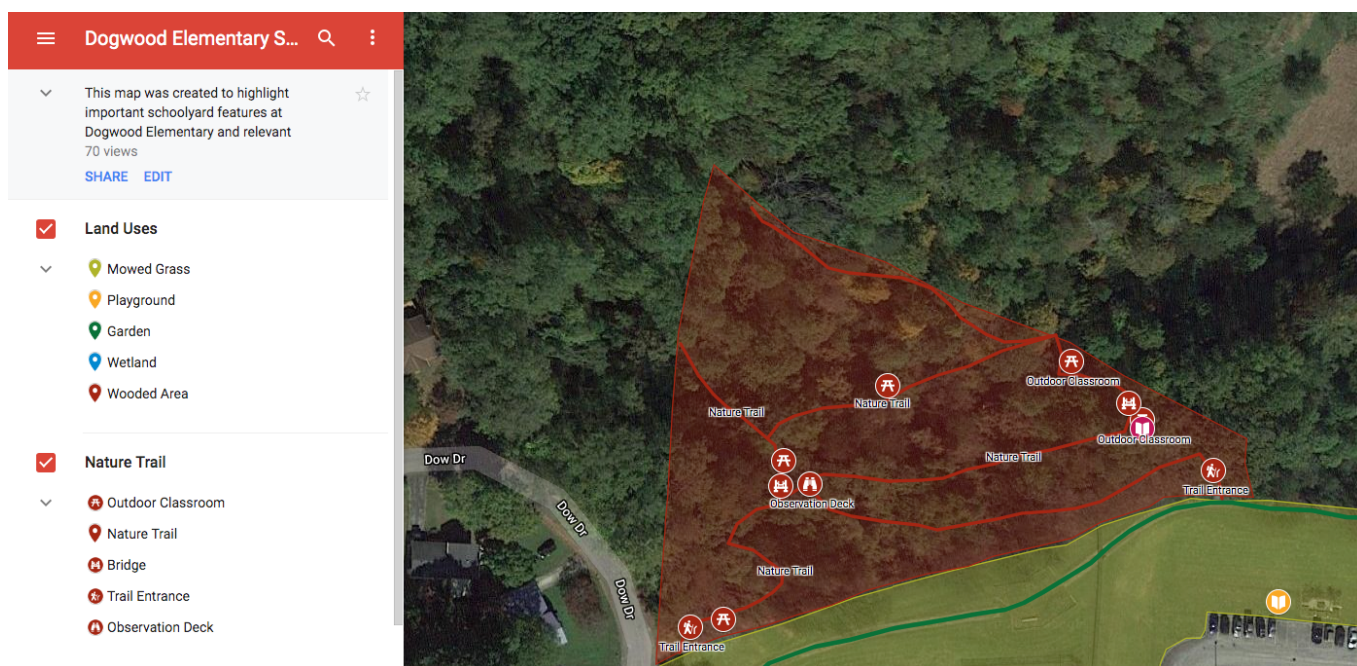 Dogwood Elementary S...
This map was created to highlight
important schoolyard features at
Dogwood Elementary and relevant
70 views
SHARE EDIT
Land Uses
Mowed Grass
Playground
Garden
Wetland
Wooded Area
Nature Trail
Outdoor Classroom
Nature Trail
Bridge
Trail Entrance
Observation Deck
Outdoor Classroom
Nature Trail
Nature Trail
Outdoor Classroom
Nature Trail
Dow Dr
Trail Entrance
Observation Deck
Dow Dr
Nature Trail
Dow Dr
Trail Entrance